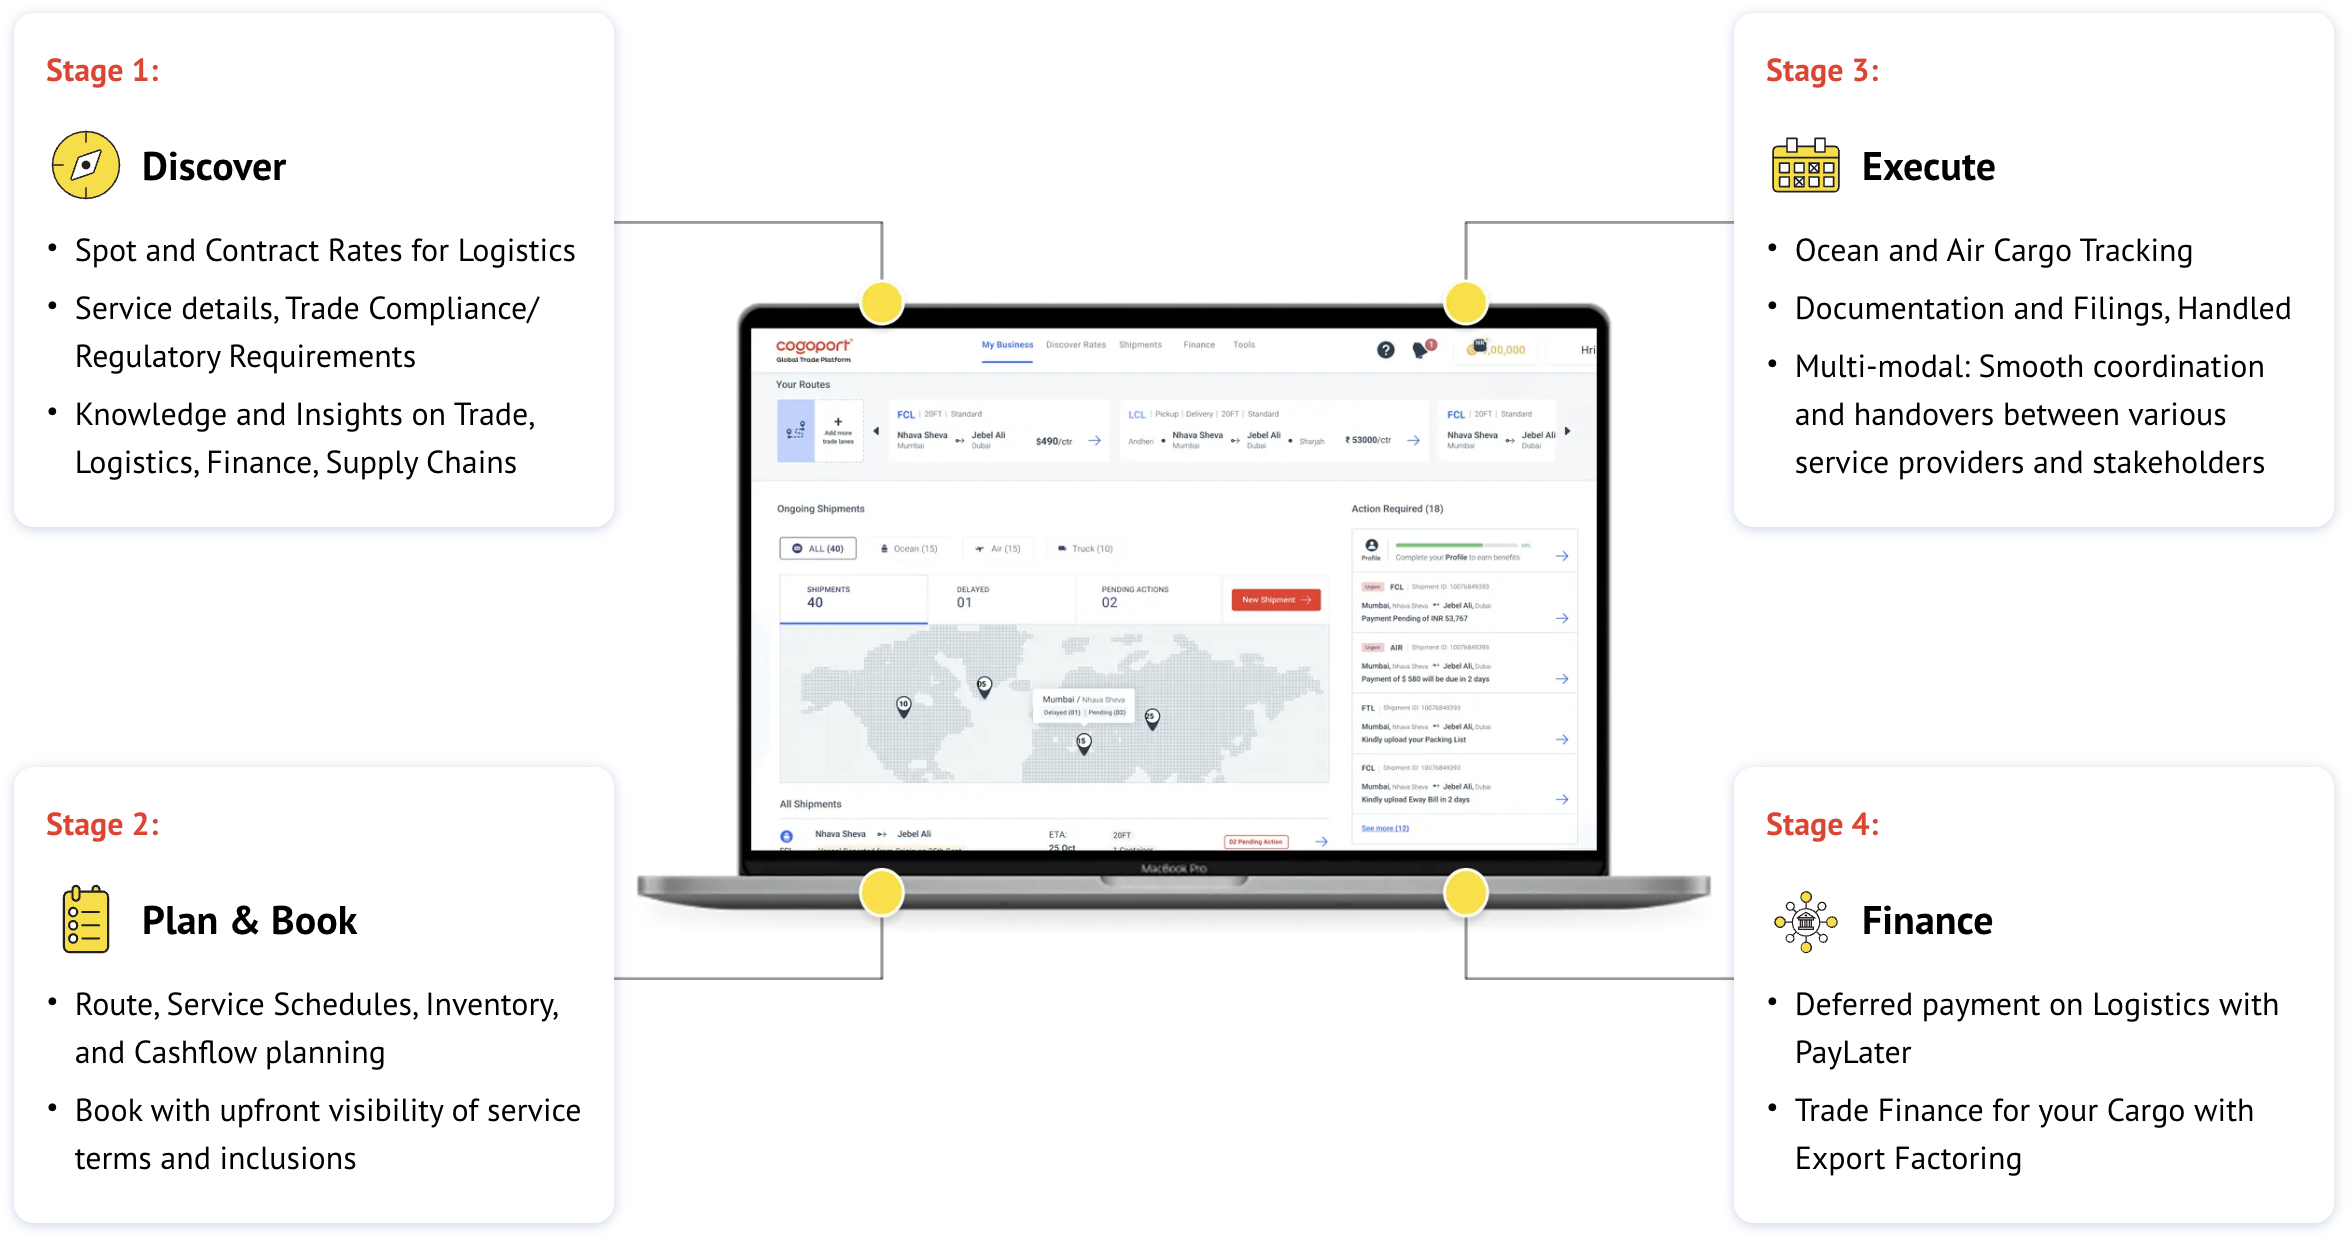 Stage 1:
Discover
• Spot and Contract Rates for Logistics
• Service details, Trade Compliance/
Regulatory Requirements
• Knowledge and Insights on Trade,
Logistics, Finance, Supply Chains
Stage 2:
Plan & Book
• Route, Service Schedules, Inventory,
and Cashflow planning
• Book with upfront visibility of service
terms and inclusions
cogoport
Global Trade Platform
My Business Discover Rates Shipments Finance Tools
? 1 00,000 Hri
Your Routes
+
Add more
trade lanes
FCL | 20FT | Standard
Nhava Sheva Jebel Ali $490/ctr
Mumbai Dubai
LCL | Pickup | Delivery | 20FT | Standard
Andheri • Nhava Sheva Jebel Ali • Sharjah ₹ 53000/ctr
Mumbai Dubai
FCL | 20FT | Standard
Nhava Sheva Jebel Ali
Mumbai Dubai
Ongoing Shipments
ALL (40) Ocean (15) Air (15) Truck (10)
SHIPMENTS
40
DELAYED
01
PENDING ACTIONS
02
New Shipment
10
05
Mumbai / Nhava Sheva
Delayed (01) | Pending (02)
25
15
All Shipments
Nhava Sheva Jebel Ali ETA: 20FT
25 Oct 1 Container
02 Pending Action
FCL Vessel Departed from Origin on 25th Sept
Action Required (18)
Profile
Complete your Profile to earn benefits
Urgent FCL | Shipment ID: 10076849393
Mumbai, Nhava Sheva Jebel Ali, Dubai
Payment Pending of INR 53,767
Urgent AIR | Shipment ID: 10076849393
Mumbai, Nhava Sheva Jebel Ali, Dubai
Payment of $ 580 will be due in 2 days
FTL | Shipment ID: 10076849393
Mumbai, Nhava Sheva Jebel Ali, Dubai
Kindly upload your Packing List
FCL | Shipment ID: 10076849393
Mumbai, Nhava Sheva Jebel Ali, Dubai
Kindly upload Eway Bill in 2 days
See more (12)
MacBook Pro
Stage 3:
Execute
• Ocean and Air Cargo Tracking
• Documentation and Filings, Handled
• Multi-modal: Smooth coordination
and handovers between various
service providers and stakeholders
Stage 4:
Finance
• Deferred payment on Logistics with
PayLater
• Trade Finance for your Cargo with
Export Factoring